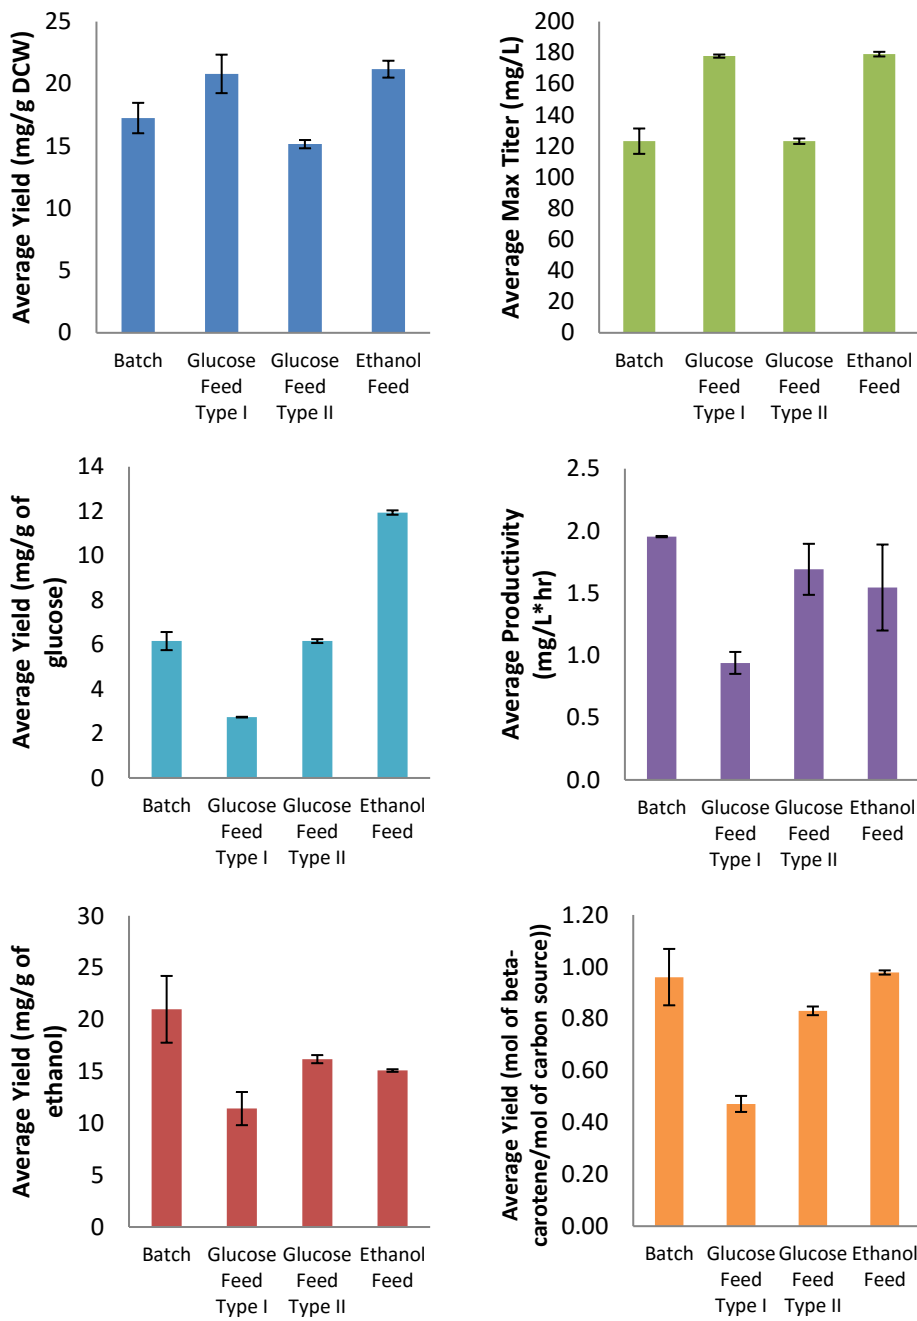 Average Yield (mg/g DCW)
25
20
15
10
5
0
Batch
Glucose
Feed
Type I
Glucose
Feed
Type II
Ethanol
Feed
Average Max Titer (mg/L)
200
180
160
140
120
100
80
60
40
20
0
Batch
Glucose
Feed
Type I
Glucose
Feed
Type II
Ethanol
Feed
Average Yield (mg/g of
glucose)
14
12
10
8
6
4
2
0
Batch
Glucose
Feed
Type I
Glucose
Feed
Type II
Ethanol
Feed
Average Productivity
(mg/L*hr)
2.5
2.0
1.5
1.0
0.5
0.0
Batch
Glucose
Feed
Type I
Glucose
Feed
Type II
Ethanol
Feed
Average Yield (mg/g of
ethanol)
30
25
20
15
10
5
0
Batch
Glucose
Feed
Type I
Glucose
Feed
Type II
Ethanol
Feed
Average Yield (mol of beta-
carotene/mol of carbon source))
1.20
1.00
0.80
0.60
0.40
0.20
0.00
Batch
Glucose
Feed
Type I
Glucose
Feed
Type II
Ethanol
Feed